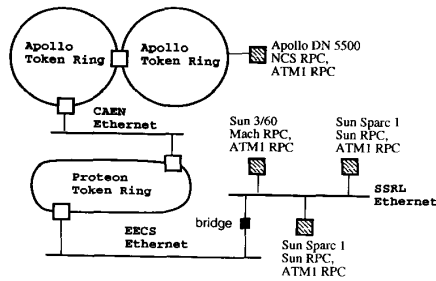 Apollo
Token Ring
Apollo
Token Ring
Apollo DN 5500
NCS RPC,
ATM1 RPC
CAEN
Ethernet
Sun 3/60
Mach RPC,
ATM1 RPC
Sun Sparc 1
Sun RPC,
ATM1 RPC
Proteon
Token Ring
SSRL
Ethernet
bridge
EECS
Ethernet
Sun Sparc 1
Sun RPC,
ATM1 RPC